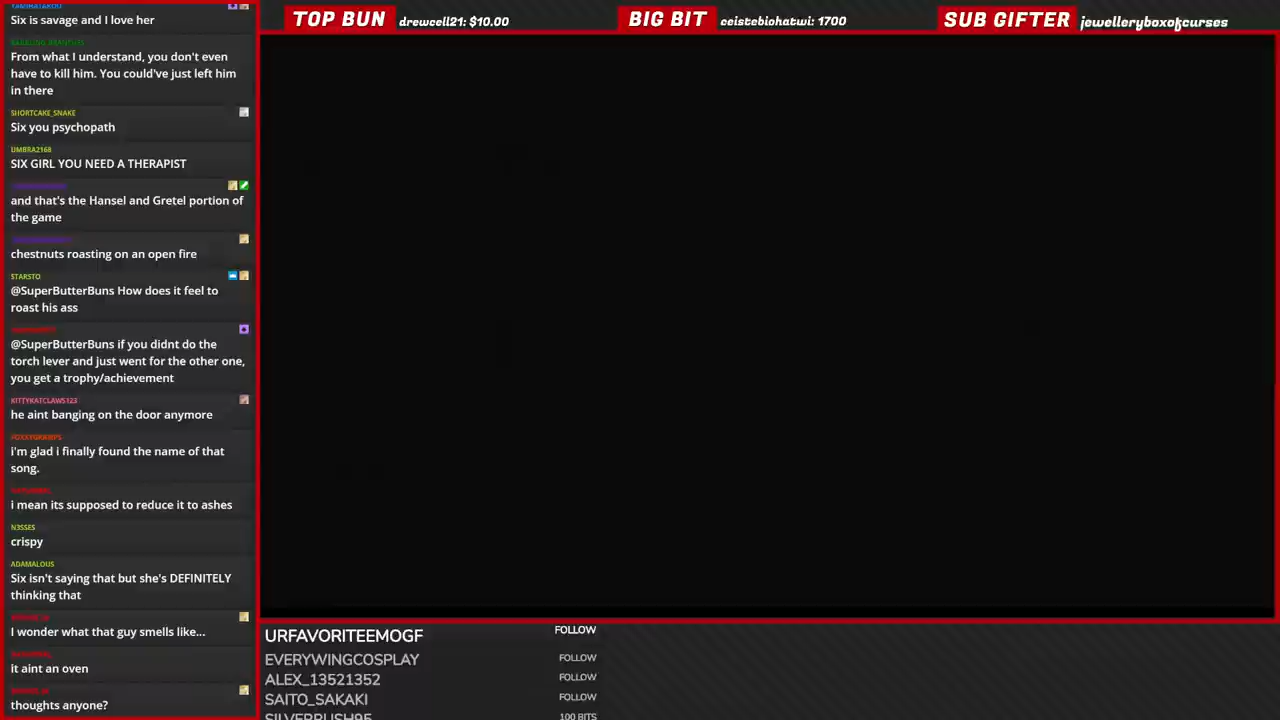 TOP BUN drewcell21: $10.00 BIG BIT ceistebiohatwi: 1700 SUB GIFTER jewelleryboxofcurses
Six is savage and I love her
From what I understand, you don't even
have to kill him. You could've just left him
in there
SHORTCAKE_SNAKE
Six you psychopath
UMBRA2168
SIX GIRL YOU NEED A THERAPIST
and that's the Hansel and Gretel portion of
the game
chestnuts roasting on an open fire
STARSTO
@SuperButterBuns How does it feel to
roast his ass
@SuperButterBuns if you didnt do the
torch lever and just went for the other one,
you get a trophy/achievement
KITTYKATCLAWS123
he aint banging on the door anymore
i'm glad i finally found the name of that
song.
i mean its supposed to reduce it to ashes
N3SSES
crispy
ADAMALOUS
Six isn't saying that but she's DEFINITELY
thinking that
I wonder what that guy smells like...
it aint an oven
thoughts anyone?
URFAVORITEEMOGF FOLLOW
EVERYWINGCOSPLAY FOLLOW
ALEX_13521352 FOLLOW
SAITO_SAKAKI FOLLOW
100 BITS